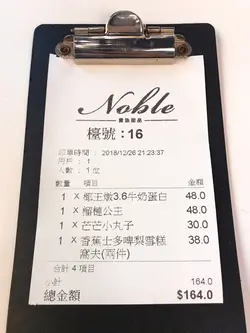 Noble
檯號：16
印單時間： 2018/12/26 21:23:37
用戶： 1
人數： 1 位
數量 項目 金額
1 × 椰王燉3.6牛奶蛋白 48.0
1 × 榴槤公主 48.0
1 × 芒芒小丸子 30.0
1 × 香蕉士多啤梨雪糕 38.0
窩夫(兩件)
合計 4 項目
小計 164.0
總金額 $164.0